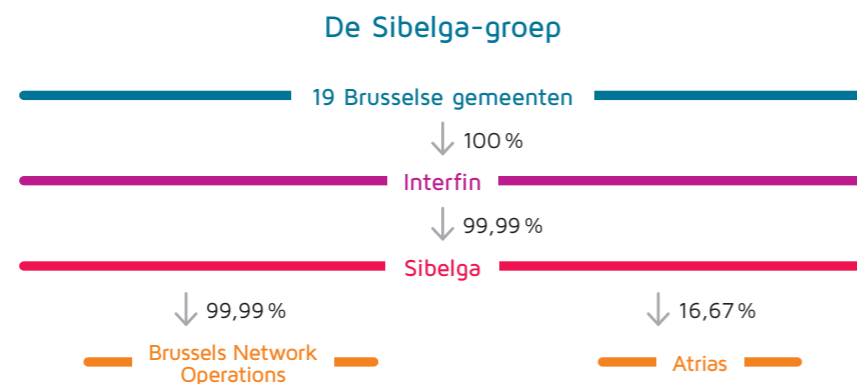 De Sibelga-groep
19 Brusselse gemeenten
100 %
Interfin
99,99 %
Sibelga
99,99 %
16,67 %
Brussels Network
Operations
Atrias